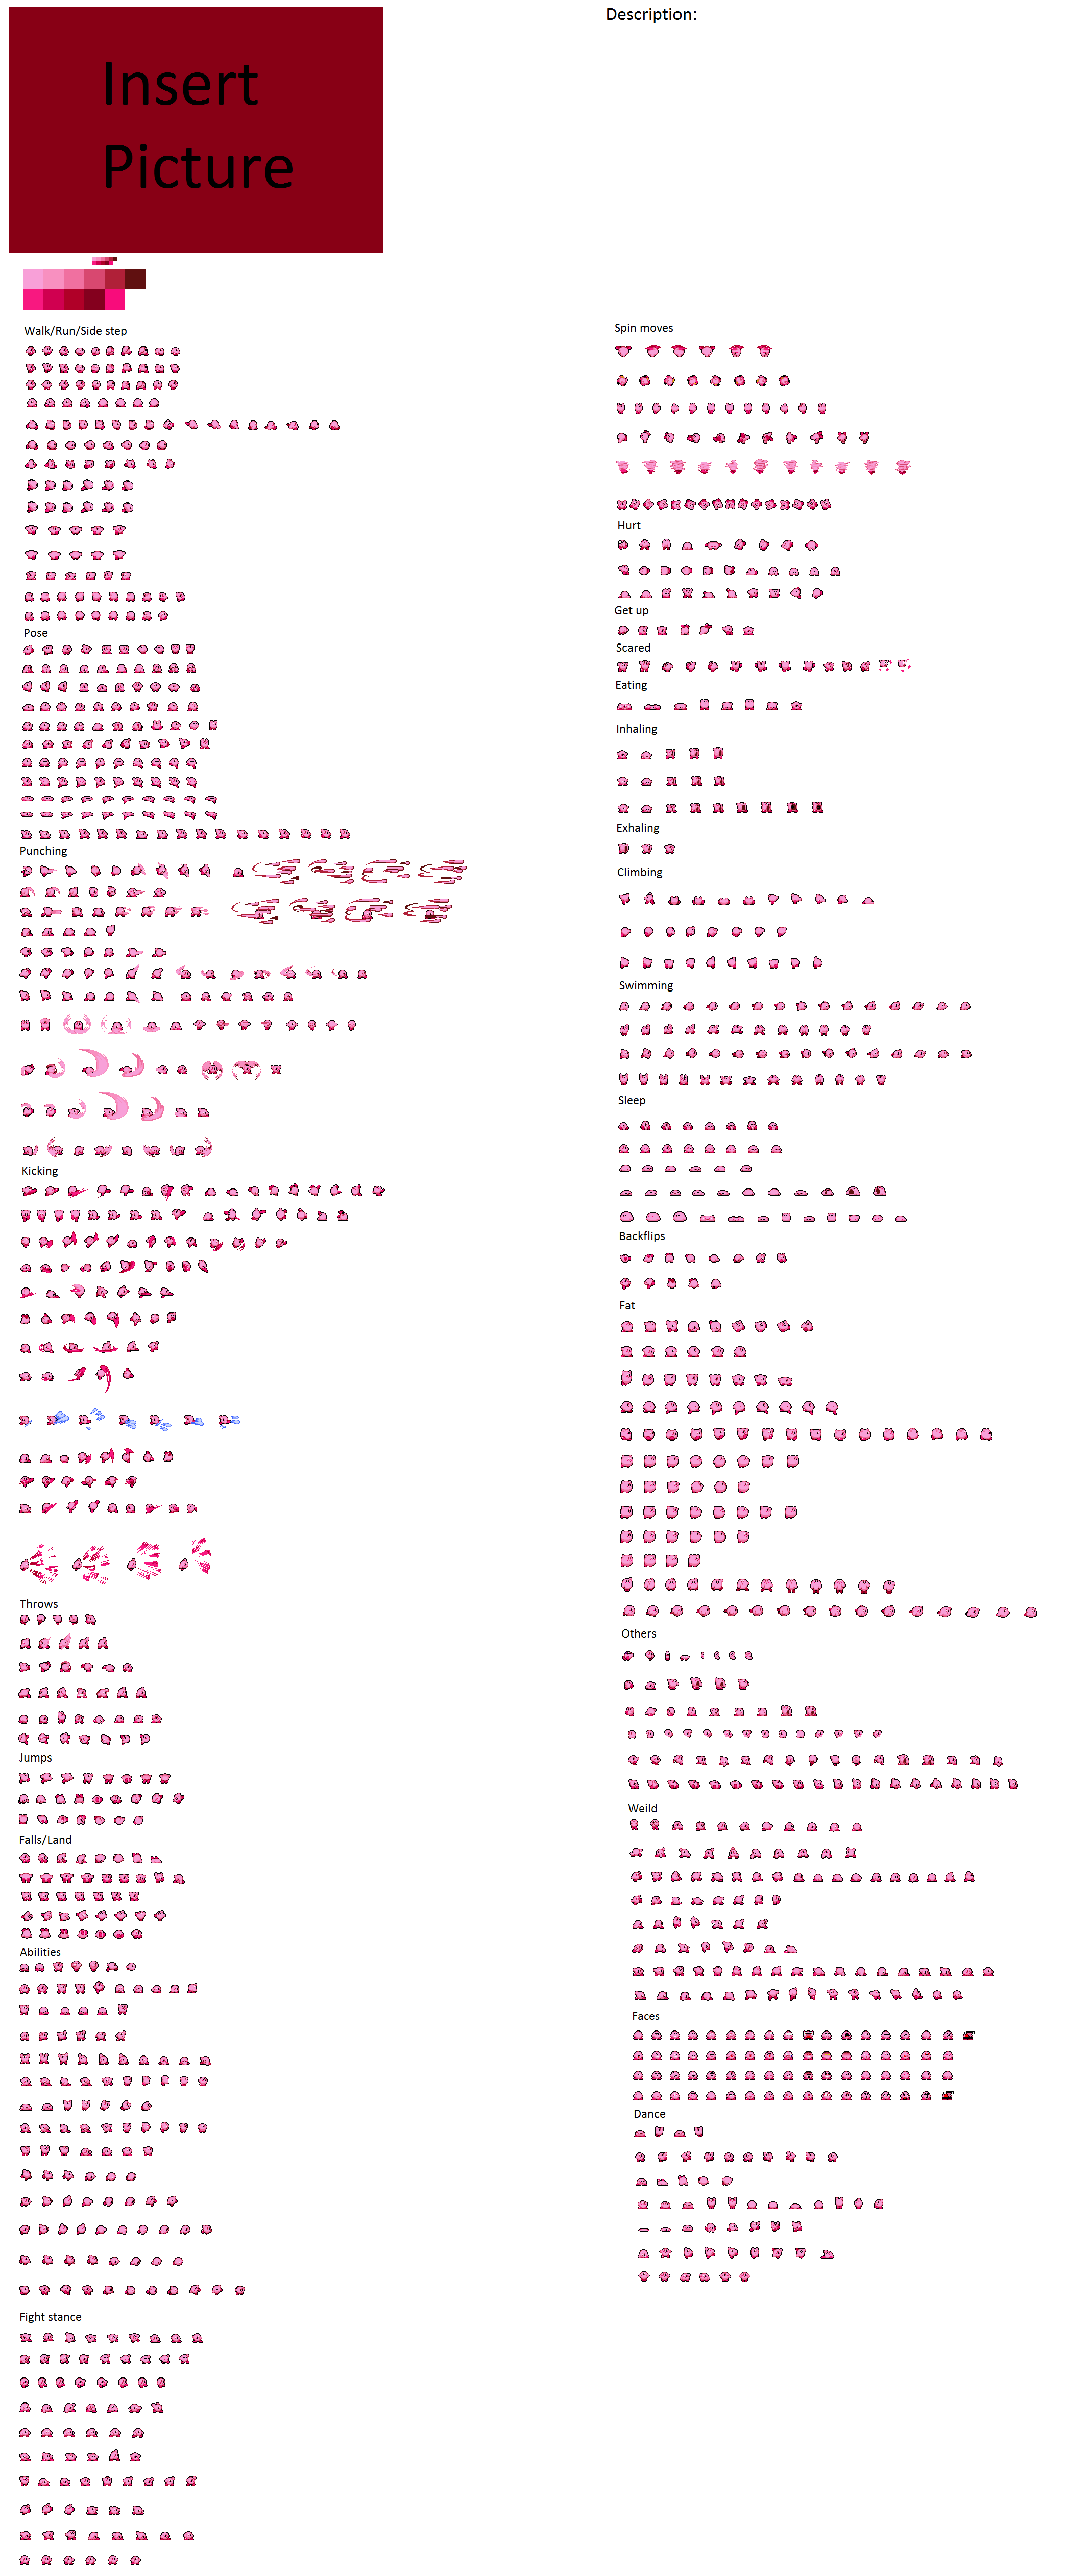 Insert
Picture
Description:
Walk/Run/Side step
Pose
Punching
Kicking
Throws
Jumps
Falls/Land
Abilities
Fight stance
Spin moves
Hurt
Get up
Scared
Eating
Inhaling
Exhaling
Climbing
Swimming
Sleep
Backflips
Fat
Others
Weild
Faces
Dance